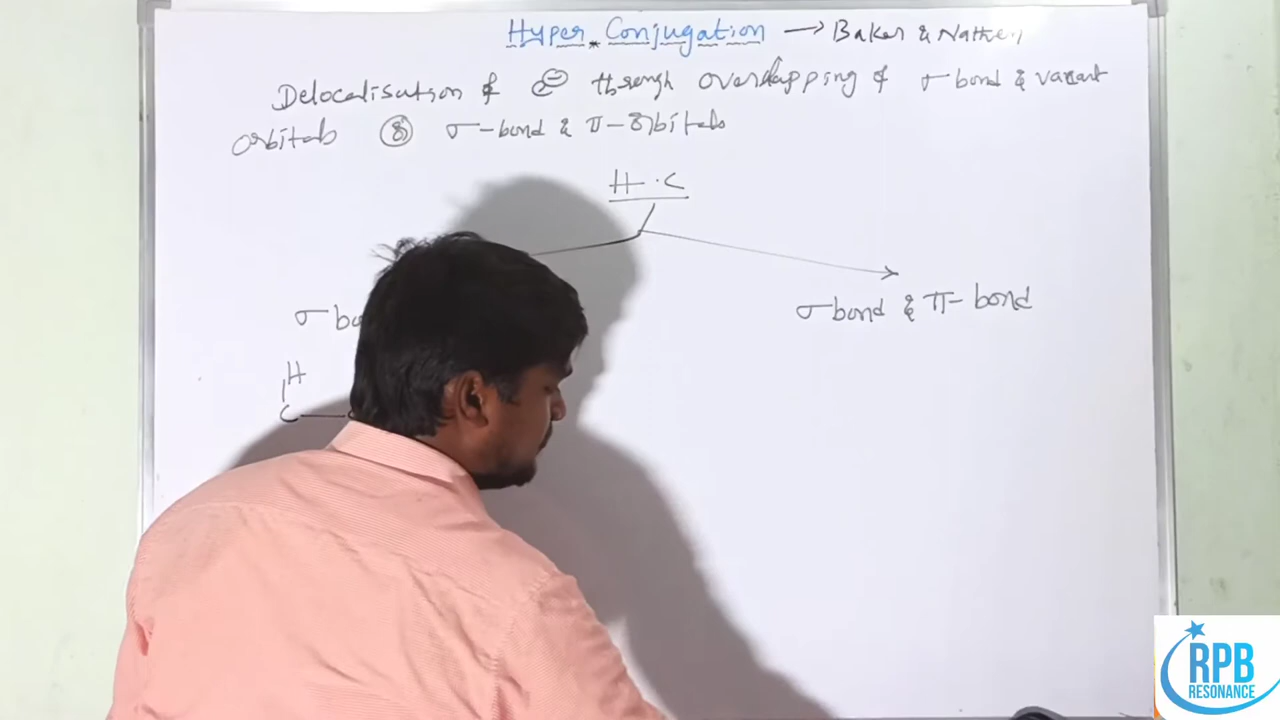 Hyper Conjugation → Baker & Nathen
Delocalisation of e⊖ through overlapping of σ bond & vacant
orbitals (or) σ-bond & π-orbitals
H.C
σ bo
σ bond & π-bond
H
C
RPB
RESONANCE